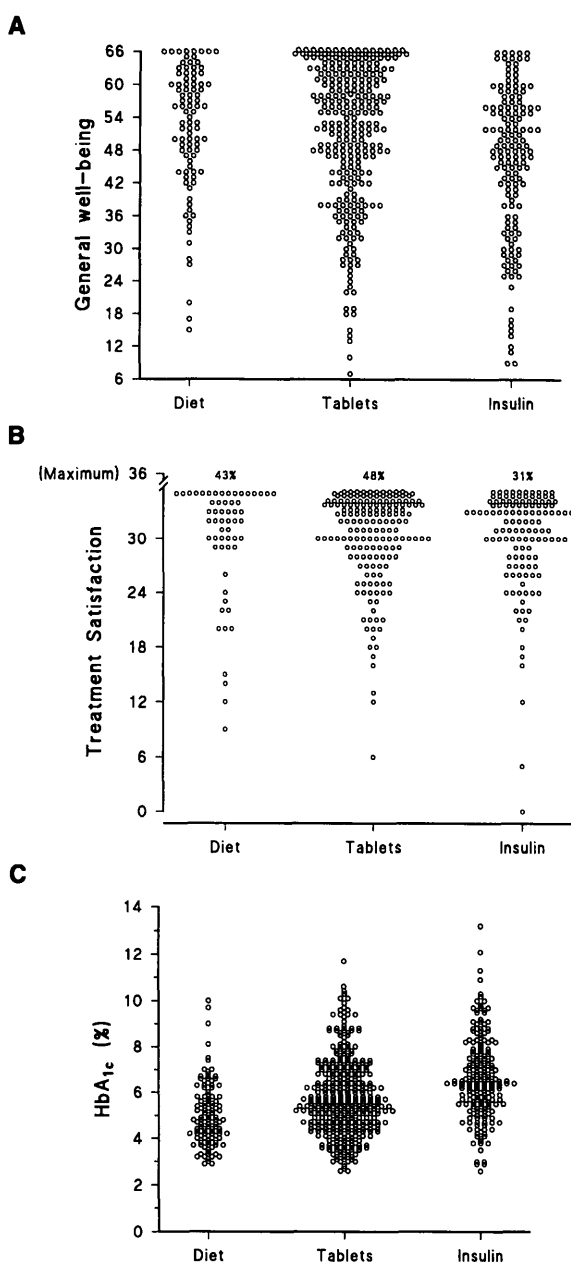 A
General well-being
66
60
54
48
42
36
30
24
18
12
6
Diet Tablets Insulin
B
Treatment Satisfaction
(Maximum) 36
43% 48% 31%
30
24
18
12
6
0
Diet Tablets Insulin
C
HbA1c (%)
14
12
10
8
6
4
2
0
Diet Tablets Insulin